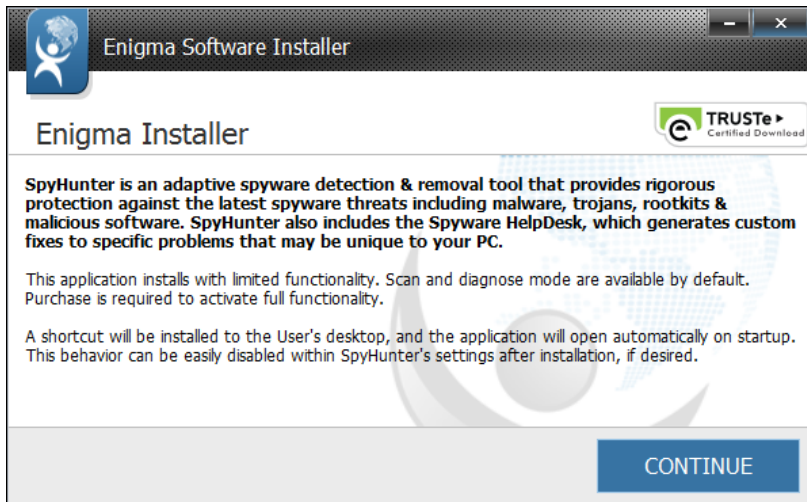 Enigma Software Installer
Enigma Installer
TRUSTe
Certified Download
SpyHunter is an adaptive spyware detection & removal tool that provides rigorous
protection against the latest spyware threats including malware, trojans, rootkits &
malicious software. SpyHunter also includes the Spyware HelpDesk, which generates custom
fixes to specific problems that may be unique to your PC.
This application installs with limited functionality. Scan and diagnose mode are available by default.
Purchase is required to activate full functionality.
A shortcut will be installed to the User's desktop, and the application will open automatically on startup.
This behavior can be easily disabled within SpyHunter's settings after installation, if desired.
CONTINUE